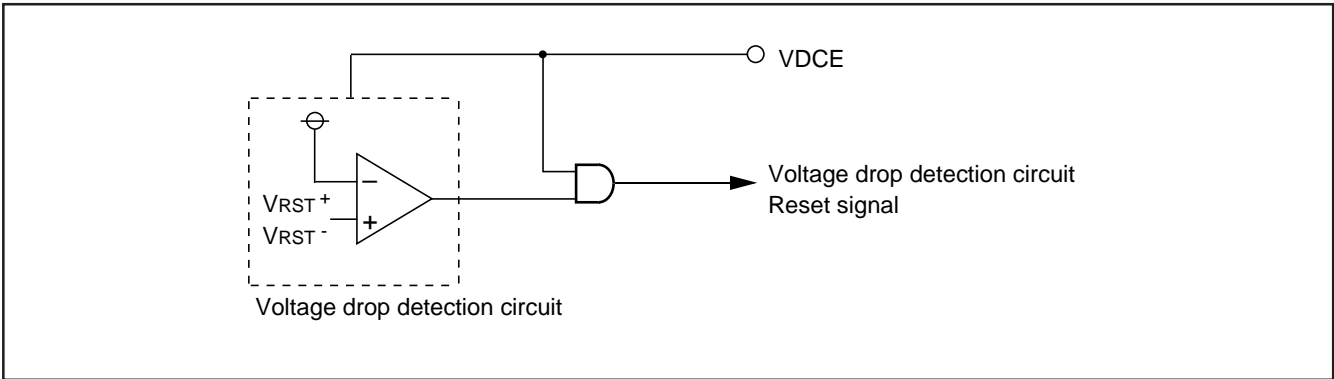 VDCE
−
VRST +
+
VRST -
Voltage drop detection circuit
Reset signal
Voltage drop detection circuit